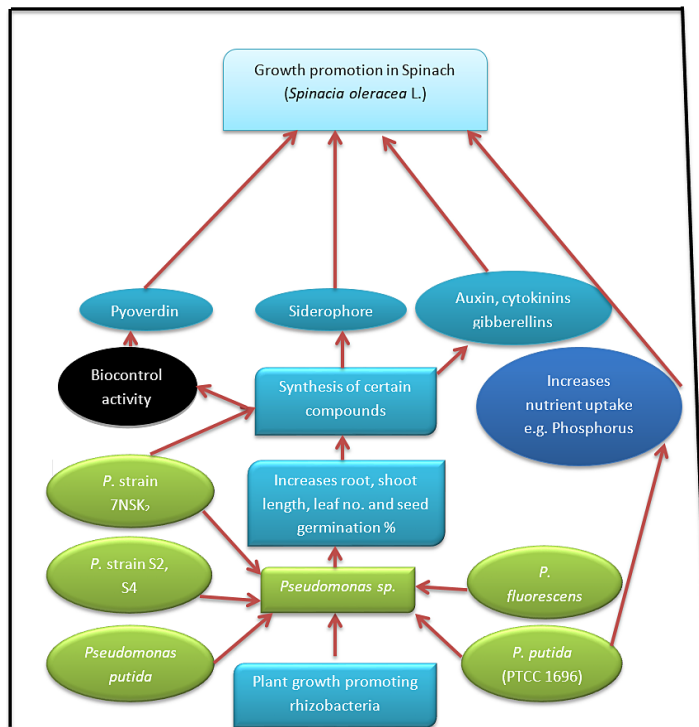 Growth promotion in Spinach
(Spinacia oleracea L.)
Pyoverdin
Siderophore
Auxin, cytokinins
gibberellins
Biocontrol
activity
Synthesis of certain
compounds
Increases
nutrient uptake
e.g. Phosphorus
P. strain
7NSK₂
Increases root, shoot
length, leaf no. and seed
germination %
P. strain S2,
S4
Pseudomonas sp.
P.
fluorescens
Pseudomonas
putida
Plant growth promoting
rhizobacteria
P. putida
(PTCC 1696)